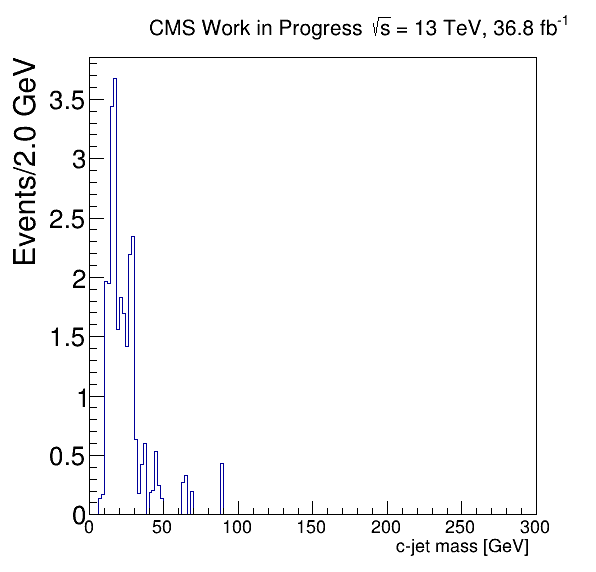 CMS Work in Progress √s = 13 TeV, 36.8 fb⁻¹
Events/2.0 GeV
3.5
3
2.5
2
1.5
1
0.5
0
0 50 100 150 200 250 300
c-jet mass [GeV]